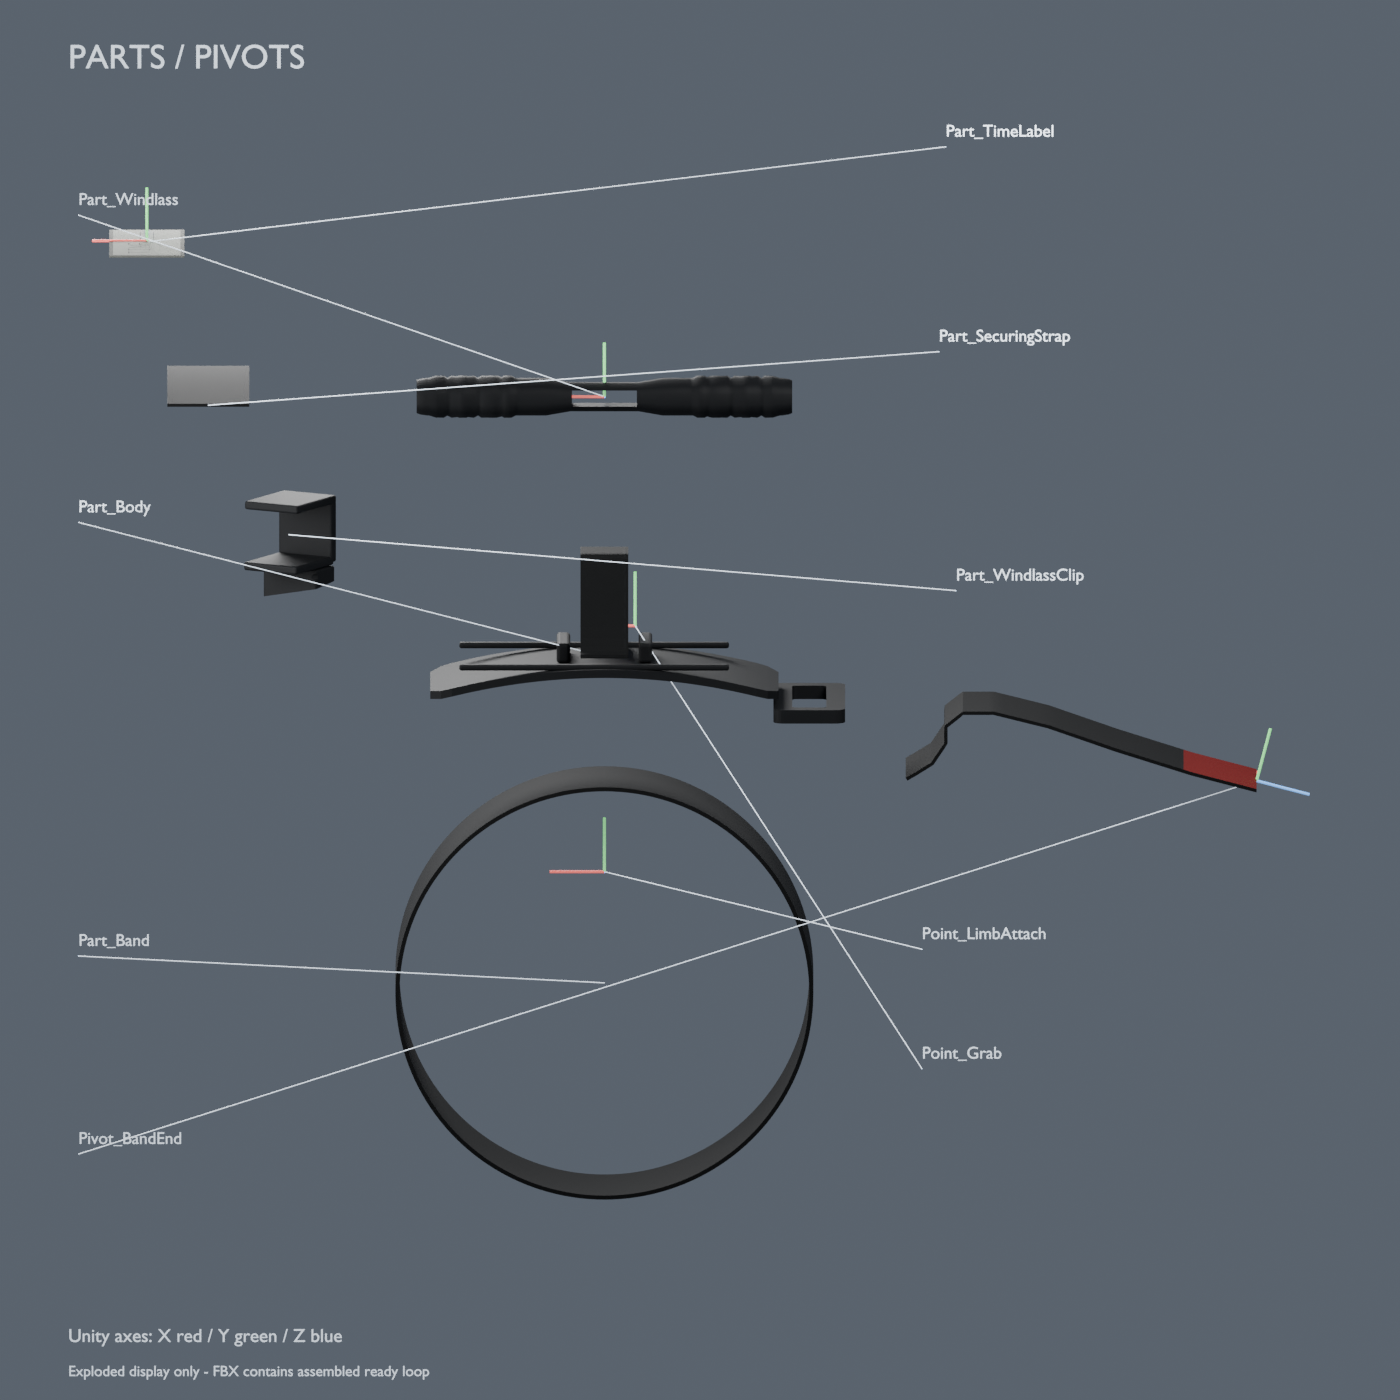 PARTS / PIVOTS
Part_TimeLabel
Part_Windlass
Part_SecuringStrap
Part_Body
Part_WindlassClip
Point_LimbAttach
Part_Band
Point_Grab
Pivot_BandEnd
Unity axes: X red / Y green / Z blue
Exploded display only - FBX contains assembled ready loop